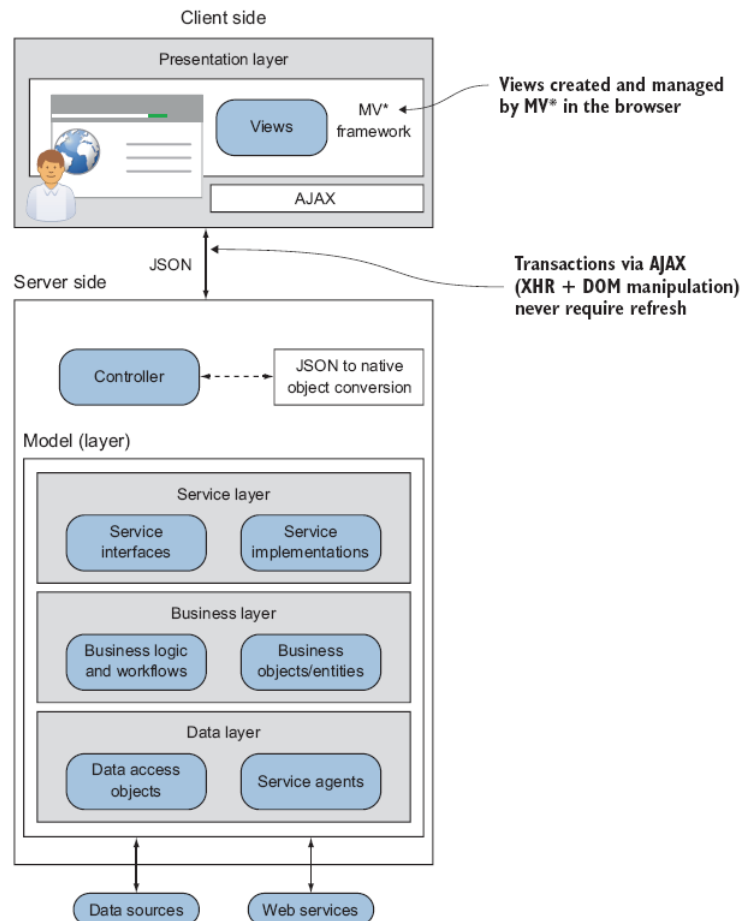 Client side
Presentation layer
Views
MV*
framework
AJAX
Views created and managed
by MV* in the browser
JSON
Transactions via AJAX
(XHR + DOM manipulation)
never require refresh
Server side
Controller
JSON to native
object conversion
Model (layer)
Service layer
Service
interfaces
Service
implementations
Business layer
Business logic
and workflows
Business
objects/entities
Data layer
Data access
objects
Service agents
Data sources
Web services